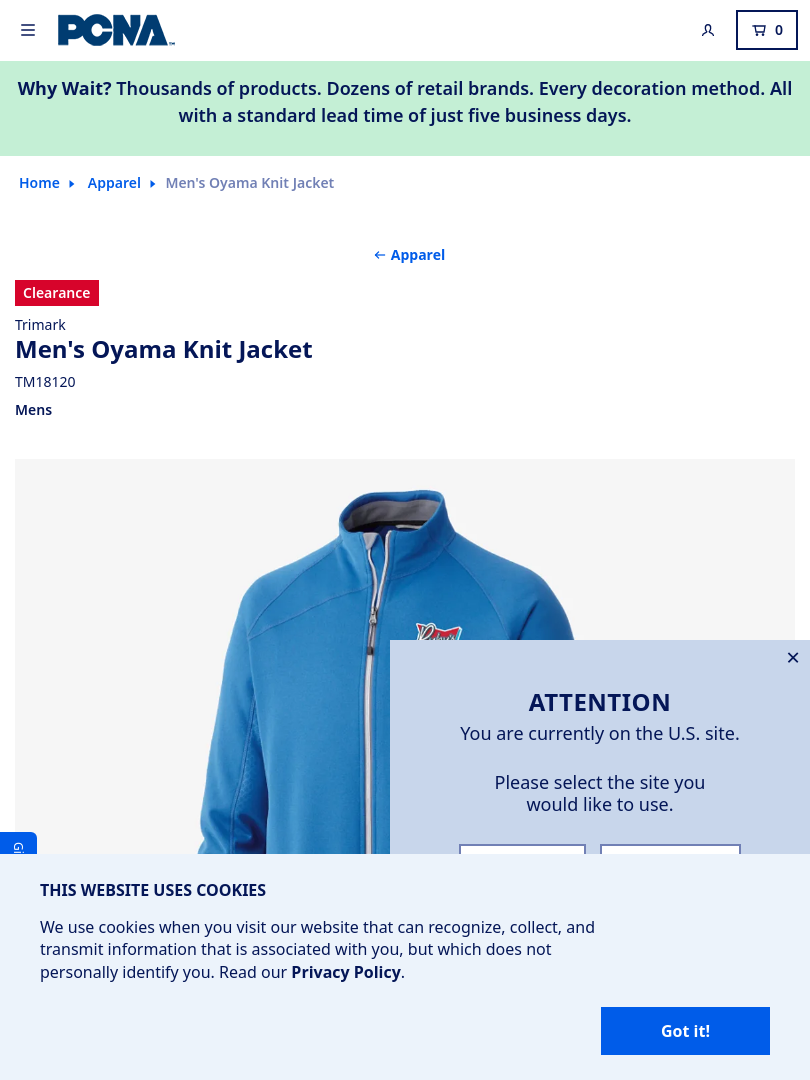 PCNA
0
Why Wait? Thousands of products. Dozens of retail brands. Every decoration method. All
with a standard lead time of just five business days.
Home
Apparel
Men's Oyama Knit Jacket
Apparel
Clearance
Trimark
Men's Oyama Knit Jacket
TM18120
Mens
ATTENTION
You are currently on the U.S. site.
Please select the site you
would like to use.
THIS WEBSITE USES COOKIES
We use cookies when you visit our website that can recognize, collect, and
transmit information that is associated with you, but which does not
personally identify you. Read our Privacy Policy.
Got it!